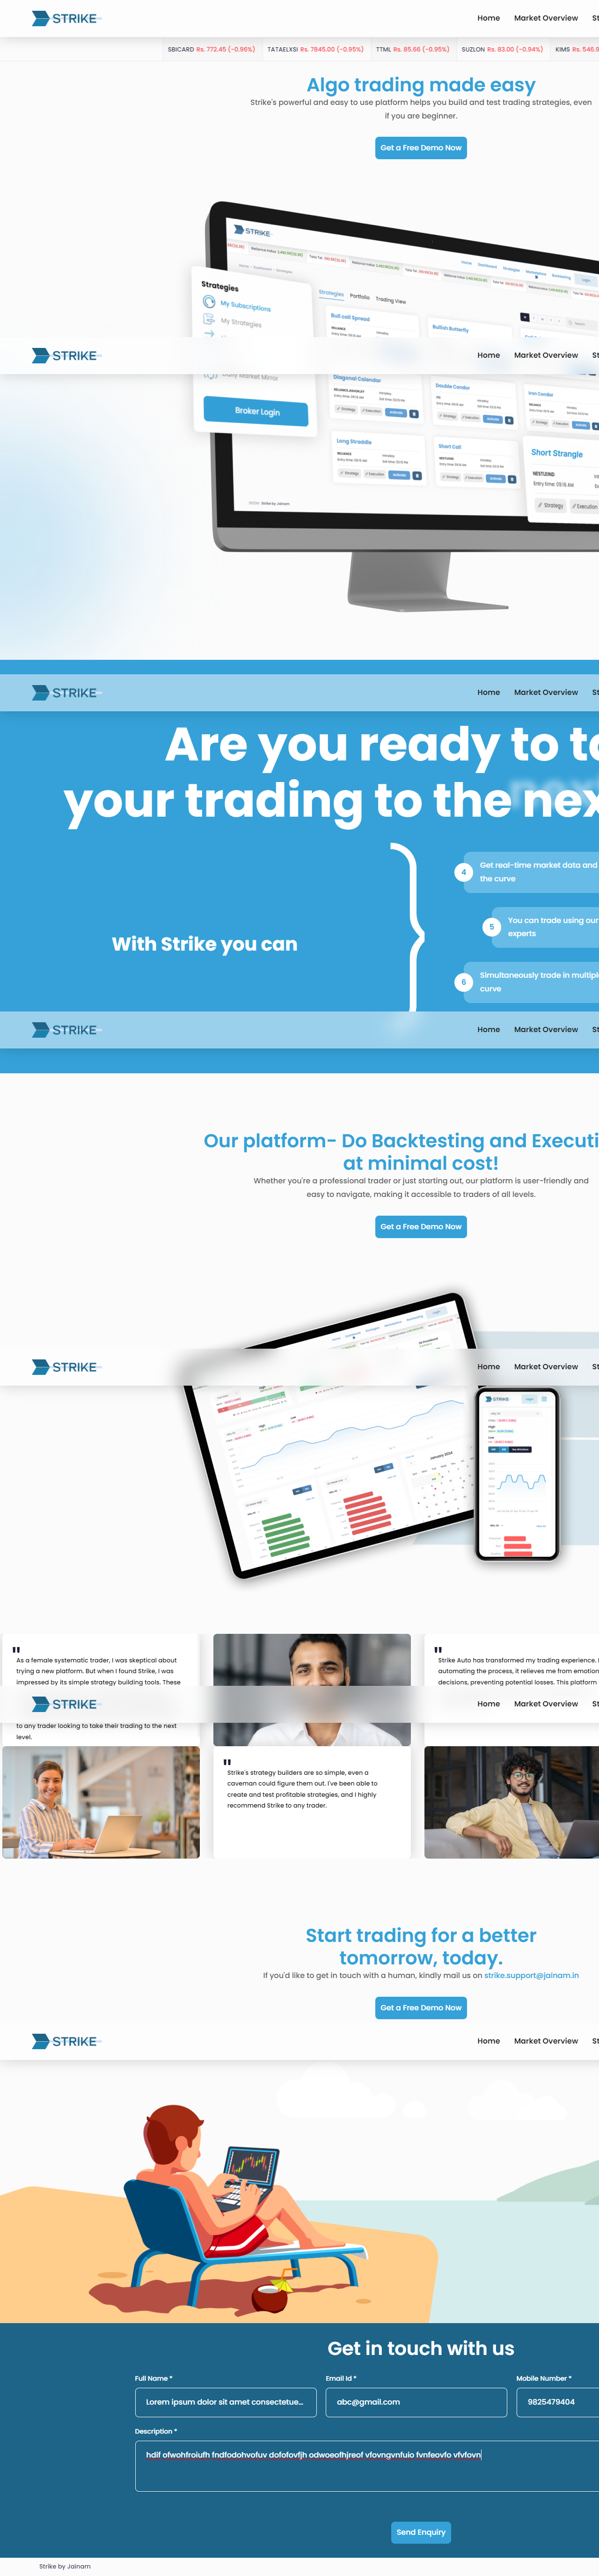 STRIKE
Home Market Overview St
SBICARD Rs. 772.45 (-0.96%) TATAELXSI Rs. 7845.00 (-0.95%) TTML Rs. 85.66 (-0.95%) SUZLON Rs. 83.00 (-0.94%) KIMS Rs. 546.9
Algo trading made easy
Strike's powerful and easy to use platform helps you build and test trading strategies, even
if you are beginner.
Get a Free Demo Now
STRIKE
Strategies
My Subscriptions
My Strategies
Strategies Portfolio Trading View
Bull call Spread
Bullish Butterfly
STRIKE
Home Market Overview St
Daily Market Mirror
Broker Login
Diagonal Calendar
Double Condor
Iron Condor
Long Straddle
Short Call
Short Strangle
NESTLEIND
Entry time: 09:16 AM
Strategy Execution
Strike by Jainam
STRIKE
Home Market Overview St
Are you ready to t
your trading to the nex
4 Get real-time market data and
the curve
5 You can trade using our
experts
With Strike you can
6 Simultaneously trade in multipl
curve
STRIKE
Home Market Overview St
Our platform- Do Backtesting and Executi
at minimal cost!
Whether you're a professional trader or just starting out, our platform is user-friendly and
easy to navigate, making it accessible to traders of all levels.
Get a Free Demo Now
STRIKE
Home Market Overview St
STRIKE
High
Low
January 2024
" As a female systematic trader, I was skeptical about
trying a new platform. But when I found Strike, I was
impressed by its simple strategy building tools. These
" Strike Auto has transformed my trading experience.
automating the process, it relieves me from emotion
decisions, preventing potential losses. This platform
STRIKE
Home Market Overview St
to any trader looking to take their trading to the next
level.
" Strike's strategy builders are so simple, even a
caveman could figure them out. I've been able to
create and test profitable strategies, and I highly
recommend Strike to any trader.
Start trading for a better
tomorrow, today.
If you'd like to get in touch with a human, kindly mail us on strike.support@jainam.in
Get a Free Demo Now
STRIKE
Home Market Overview St
Get in touch with us
Full Name * Email Id * Mobile Number *
Lorem ipsum dolor sit amet consectetue... abc@gmail.com 9825479404
Description *
hdif ofwohfroiufh fndfodohvofuv dofofovfjh odwoeofhjreof vfovngvnfuio fvnfeovfo vfvfovn
Send Enquiry
Strike by Jainam